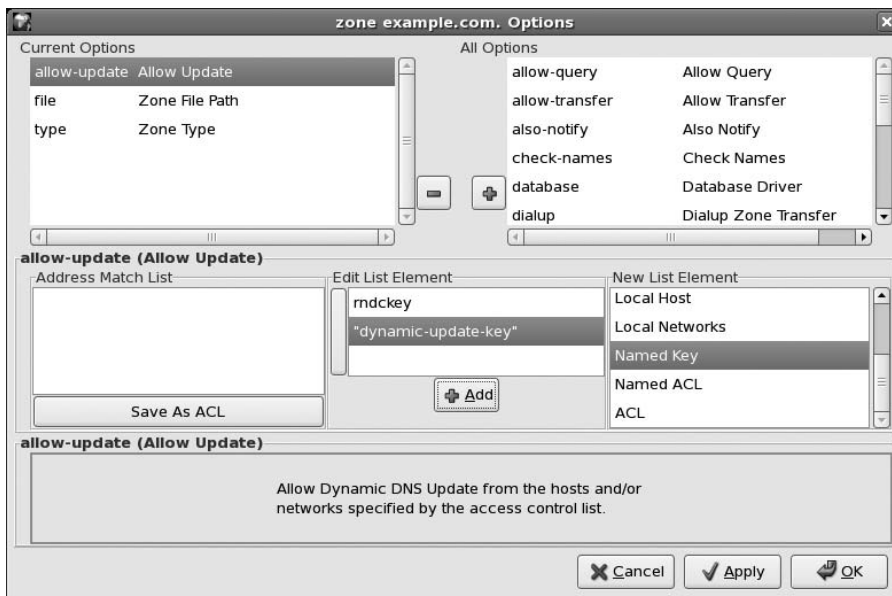 zone example.com. Options
Current Options
allow-update Allow Update
file Zone File Path
type Zone Type
All Options
allow-query Allow Query
allow-transfer Allow Transfer
also-notify Also Notify
check-names Check Names
database Database Driver
dialup Dialup Zone Transfer
allow-update (Allow Update)
Address Match List
Save As ACL
Edit List Element
rndckey
"dynamic-update-key"
Add
New List Element
Local Host
Local Networks
Named Key
Named ACL
ACL
allow-update (Allow Update)
Allow Dynamic DNS Update from the hosts and/or
networks specified by the access control list.
Cancel
Apply
OK